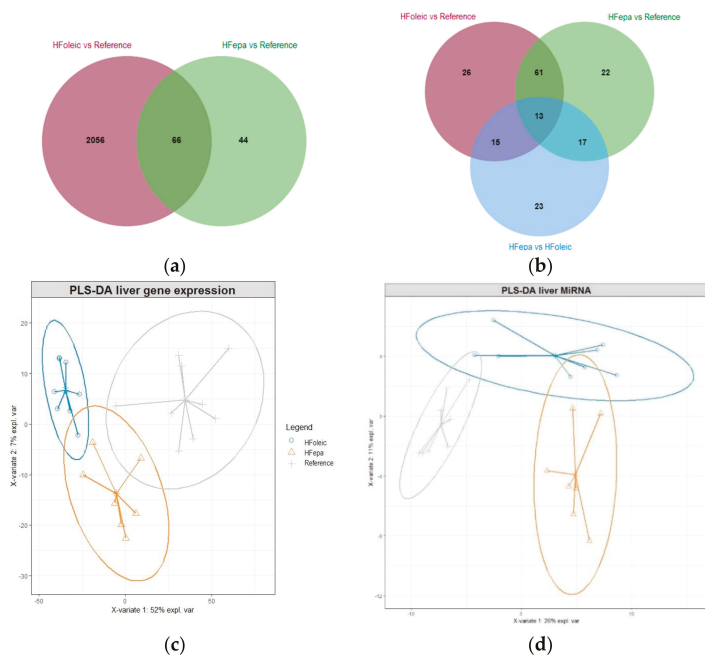 HFoleic vs Reference
HFepa vs Reference
2056
66
44
(a)
HFoleic vs Reference
HFepa vs Reference
26
61
22
13
15
17
23
HFepa vs HFoleic
(b)
PLS-DA liver gene expression
20
10
0
-10
-20
-30
X-variate 2: 7% expl. var
-50
0
50
X-variate 1: 52% expl. var
Legend
HFoleic
HFepa
Reference
(c)
PLS-DA liver MiRNA
X-variate 2: 11% expl. var
0
-12
-10
0
10
X-variate 1: 26% expl. var
(d)